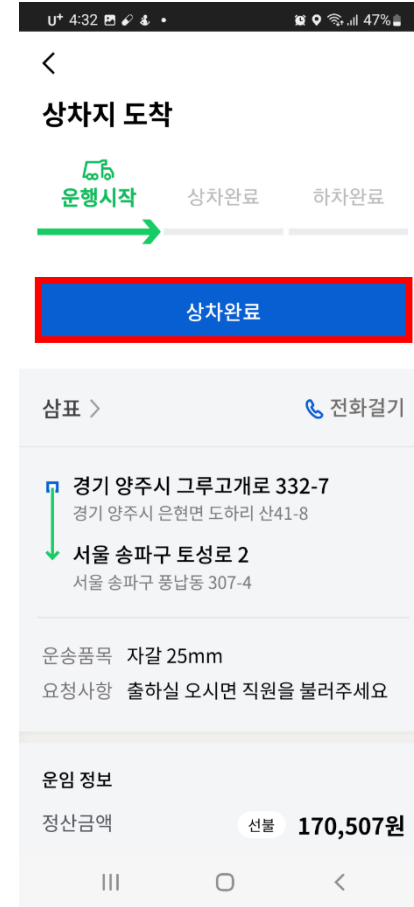 U+ 4:32 47%
상차지 도착
운행시작 상차완료 하차완료
상차완료
삼표 전화걸기
경기 양주시 그루고개로 332-7
경기 양주시 은현면 도하리 산41-8
서울 송파구 토성로 2
서울 송파구 풍납동 307-4
운송품목 자갈 25mm
요청사항 출하실 오시면 직원을 불러주세요
운임 정보
정산금액 선불 170,507원